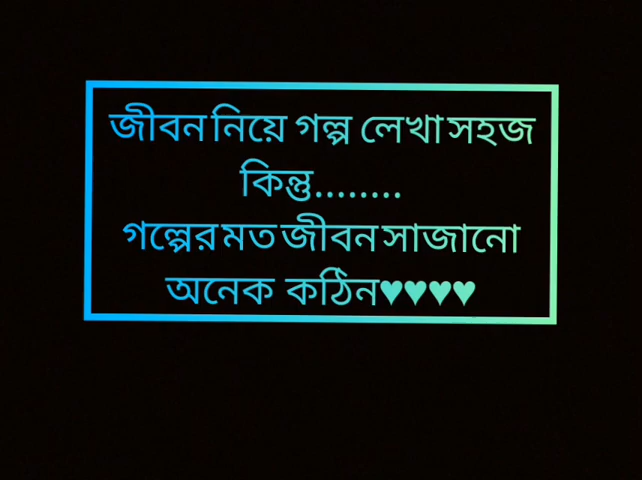 জীবন নিয়ে গল্প লেখা সহজ
কিন্তু........
গল্পের মত জীবন সাজানো
অনেক কঠিন♥♥♥♥